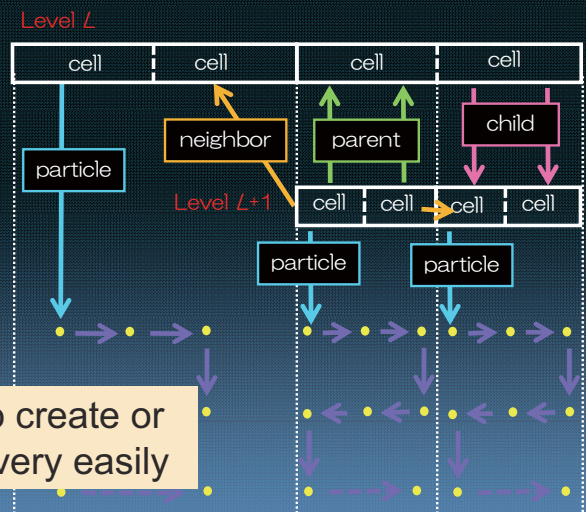 Level L
cell cell cell cell
neighbor parent child
particle
Level L+1 cell cell cell cell
particle particle
o create or
very easily